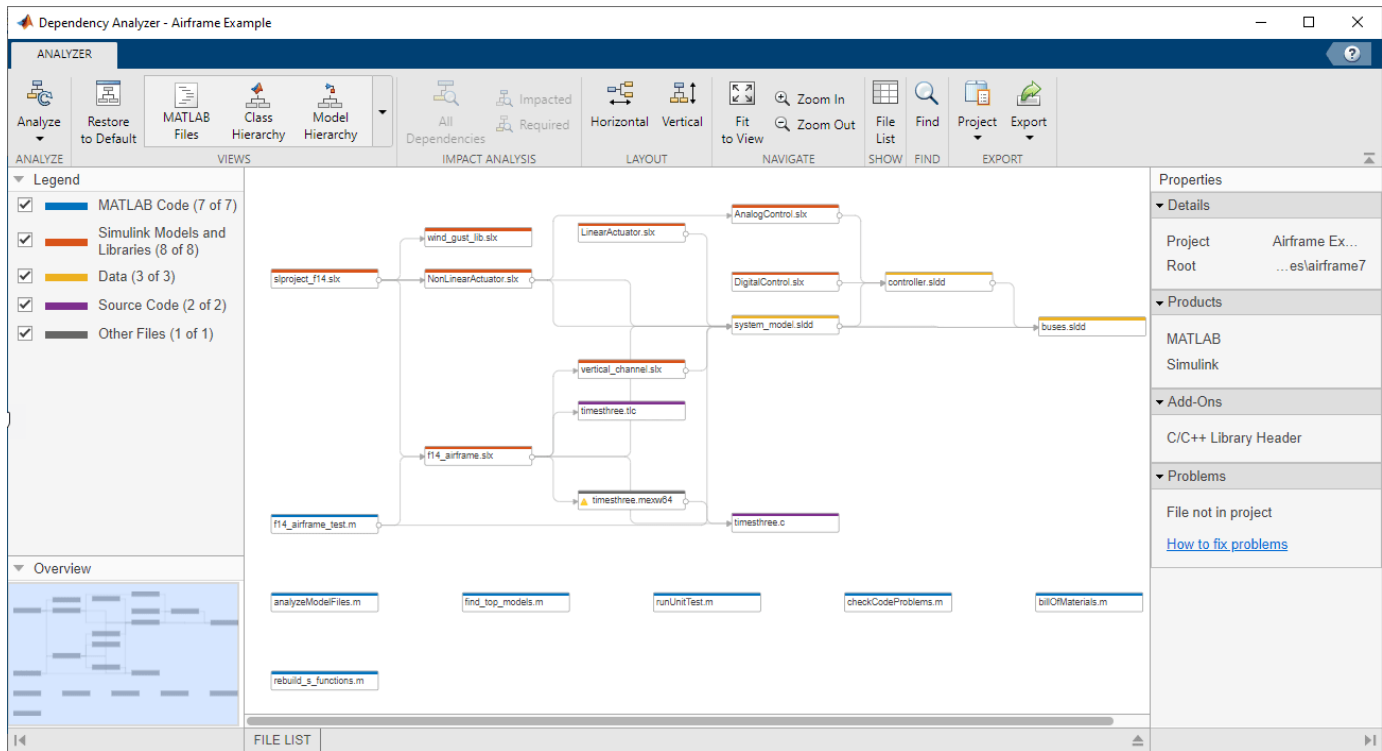 Dependency Analyzer - Airframe Example
ANALYZER
?
Analyze
Restore
to Default
MATLAB
Files
Class
Hierarchy
Model
Hierarchy
All
Dependencies
Impacted
Required
Horizontal
Vertical
Fit
to View
Zoom In
Zoom Out
File
List
Find
Project
Export
ANALYZE
VIEWS
IMPACT ANALYSIS
LAYOUT
NAVIGATE
SHOW
FIND
EXPORT
Legend
MATLAB Code (7 of 7)
Simulink Models and
Libraries (8 of 8)
Data (3 of 3)
Source Code (2 of 2)
Other Files (1 of 1)
Overview
AnalogControl.slx
wind_gust_lib.slx
LinearActuator.slx
slproject_f14.slx
NonLinearActuator.slx
DigitalControl.slx
controller.sldd
system_model.sldd
buses.sldd
vertical_channel.slx
timesthree.tlc
f14_airframe.slx
timesthree.mexw64
f14_airframe_test.m
timesthree.c
analyzeModelFiles.m
find_top_models.m
runUnitTest.m
checkCodeProblems.m
billOfMaterials.m
rebuild_s_functions.m
FILE LIST
Properties
Details
Project Airframe Ex...
Root ...es\airframe7
Products
MATLAB
Simulink
Add-Ons
C/C++ Library Header
Problems
File not in project
How to fix problems